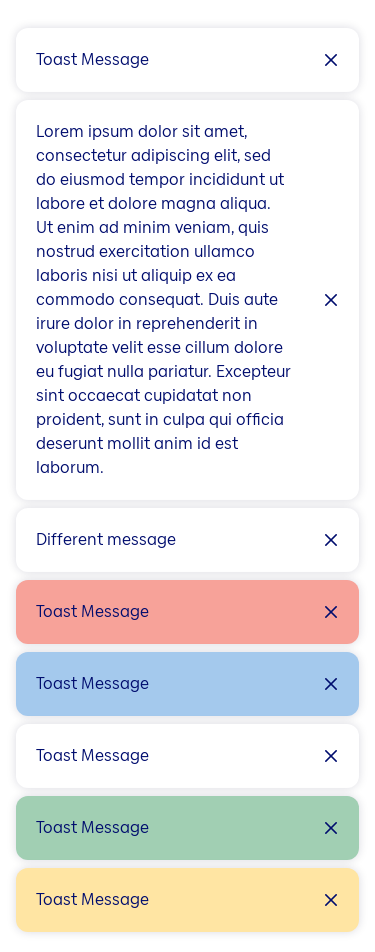 Toast Message
Lorem ipsum dolor sit amet,
consectetur adipiscing elit, sed
do eiusmod tempor incididunt ut
labore et dolore magna aliqua.
Ut enim ad minim veniam, quis
nostrud exercitation ullamco
laboris nisi ut aliquip ex ea
commodo consequat. Duis aute
irure dolor in reprehenderit in
voluptate velit esse cillum dolore
eu fugiat nulla pariatur. Excepteur
sint occaecat cupidatat non
proident, sunt in culpa qui officia
deserunt mollit anim id est
laborum.
Different message
Toast Message
Toast Message
Toast Message
Toast Message
Toast Message